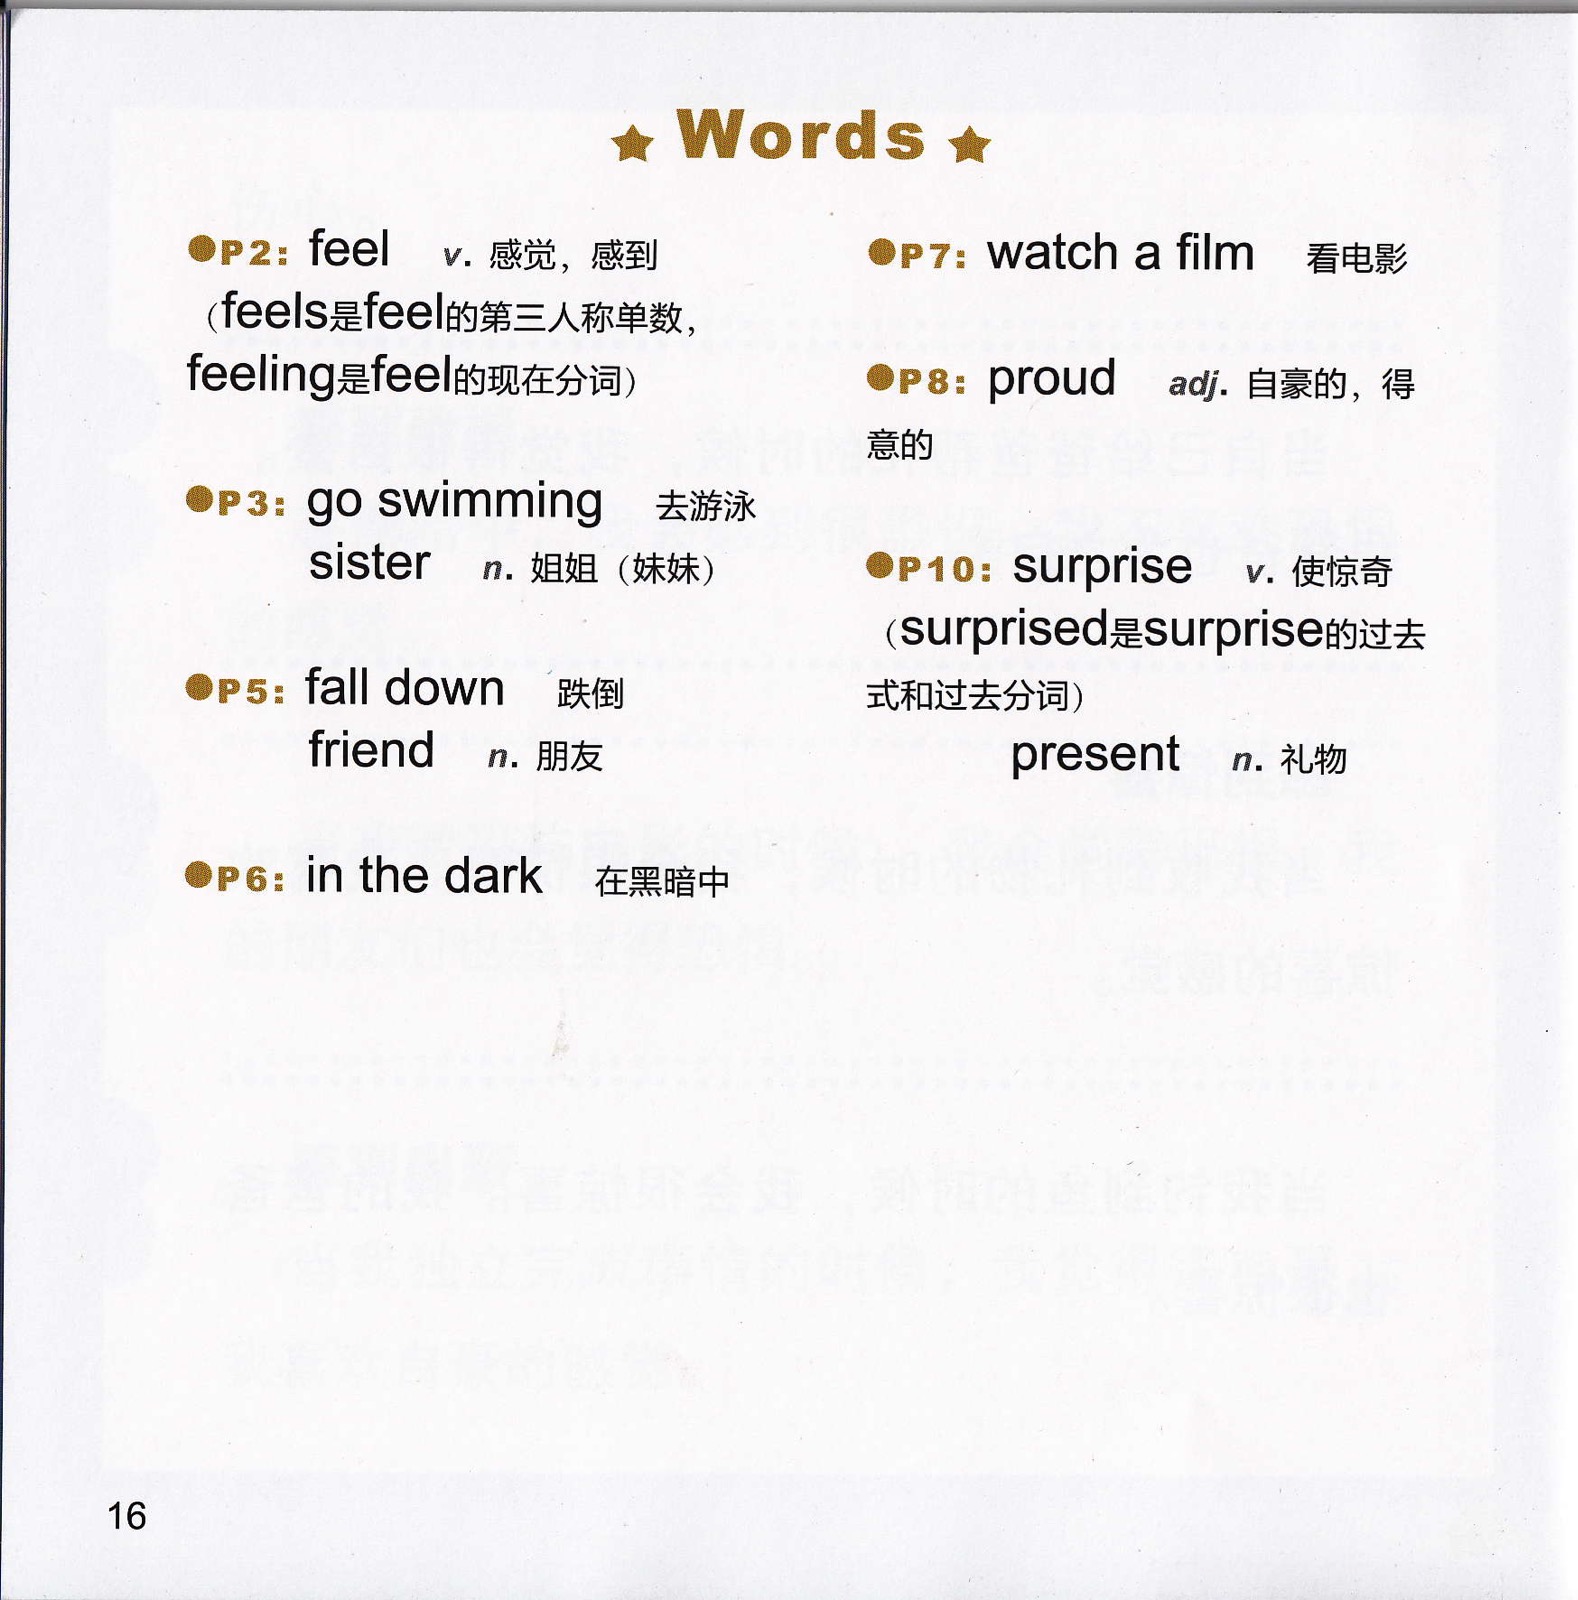 ★ Words ★
●P2: feel v. 感觉，感到
（feels是feel的第三人称单数，
feeling是feel的现在分词）
●P3: go swimming 去游泳
sister n. 姐姐（妹妹）
●P5: fall down 跌倒
friend n. 朋友
●P6: in the dark 在黑暗中
●P7: watch a film 看电影
●P8: proud adj. 自豪的，得
意的
●P10: surprise v. 使惊奇
（surprised是surprise的过去
式和过去分词）
present n. 礼物
16